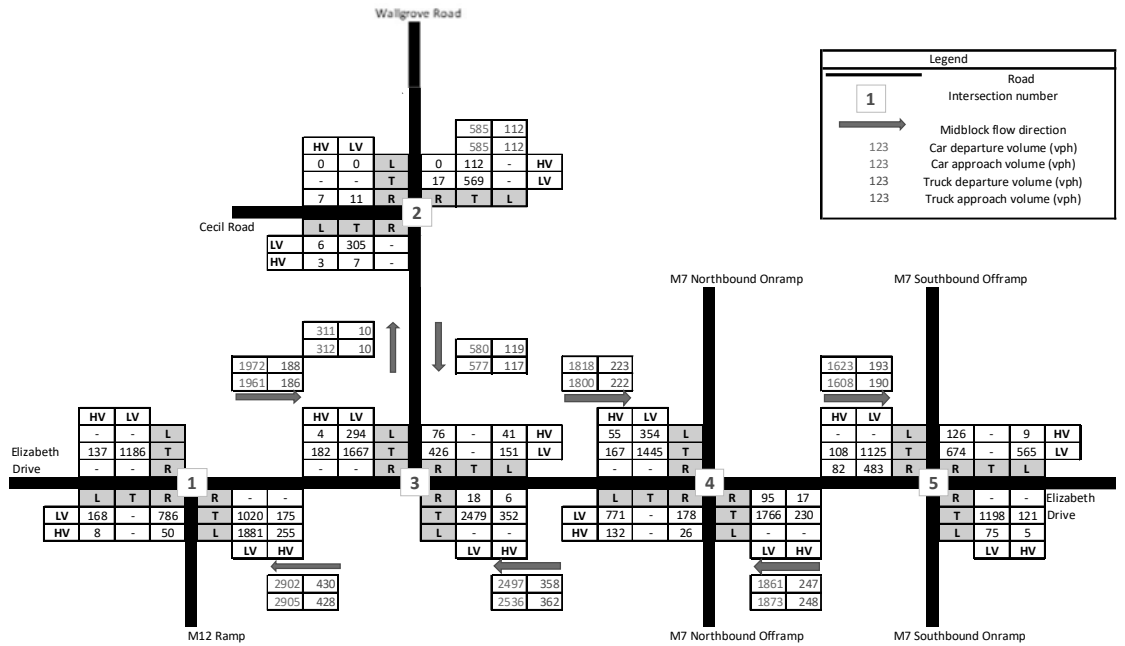 Wallgrove Road
Legend
Road
1 Intersection number
Midblock flow direction
123 Car departure volume (vph)
123 Car approach volume (vph)
123 Truck departure volume (vph)
123 Truck approach volume (vph)
585 112
585 112
HV LV
0 0 L 0 112 - HV
- - T 17 569 - LV
7 11 R R T L
2
Cecil Road
L T R
LV 6 305 -
HV 3 7 -
M7 Northbound Onramp
M7 Southbound Offramp
311 10
312 10
580 119
577 117
1972 188
1961 186
1818 223
1800 222
1623 193
1608 190
HV LV
- - L
137 1186 T
- - R
Elizabeth
Drive
1
L T R
LV 168 - 786
HV 8 - 50
R - -
T 1020 175
L 1881 255
LV HV
2902 430
2905 428
M12 Ramp
HV LV
4 294 L 76 - 41 HV
182 1667 T 426 - 151 LV
- - R R T L
3
R 18 6
T 2479 352
L - -
LV HV
2497 358
2536 362
HV LV
55 354 L
167 1445 T
- - R
4
L T R
LV 771 - 178
HV 132 - 26
R 95 17
T 1766 230
L - -
LV HV
1861 247
1873 248
M7 Northbound Offramp
HV LV
- - L 126 - 9 HV
108 1125 T 674 - 565 LV
82 483 R R T L
5
R - -
T 1198 121
L 75 5
LV HV
Elizabeth
Drive
M7 Southbound Onramp